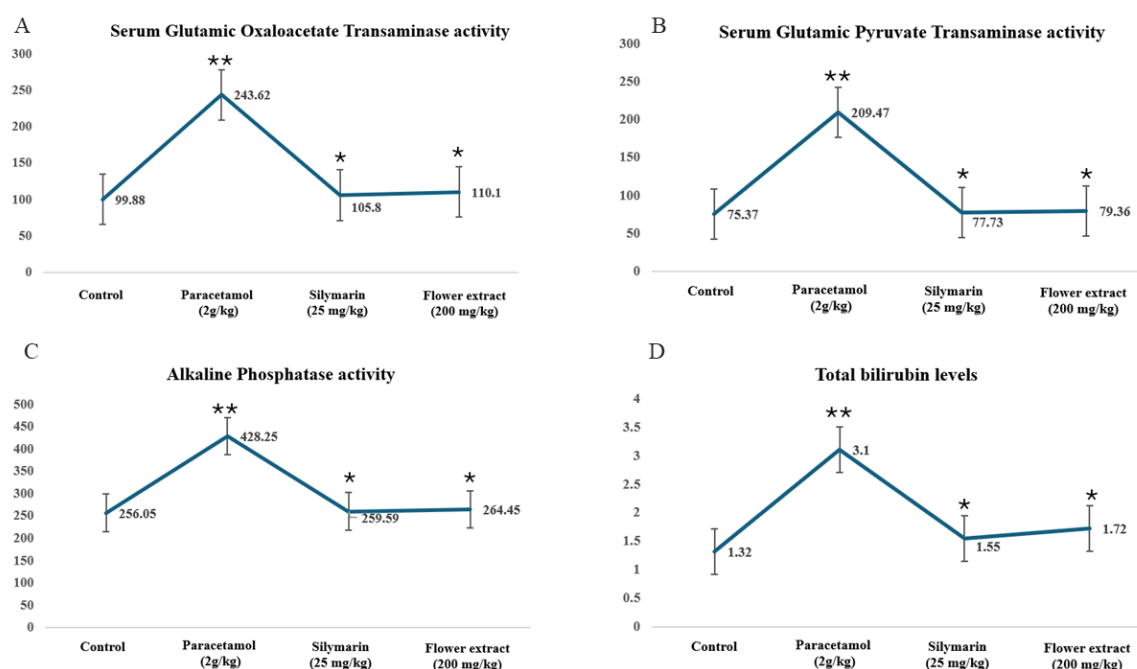 A
Serum Glutamic Oxaloacetate Transaminase activity
300
250
200
150
100
50
0
**
*
*
99.88
243.62
105.8
110.1
Control
Paracetamol
(2g/kg)
Silymarin
(25 mg/kg)
Flower extract
(200 mg/kg)
B
Serum Glutamic Pyruvate Transaminase activity
300
250
200
150
100
50
0
**
*
*
75.37
209.47
77.73
79.36
Control
Paracetamol
(2g/kg)
Silymarin
(25 mg/kg)
Flower extract
(200 mg/kg)
C
Alkaline Phosphatase activity
500
450
400
350
300
250
200
150
100
50
0
**
*
*
256.05
428.25
259.59
264.45
Control
Paracetamol
(2g/kg)
Silymarin
(25 mg/kg)
Flower extract
(200 mg/kg)
D
Total bilirubin levels
4
3.5
3
2.5
2
1.5
1
0.5
0
**
*
*
1.32
3.1
1.55
1.72
Control
Paracetamol
(2g/kg)
Silymarin
(25 mg/kg)
Flower extract
(200 mg/kg)